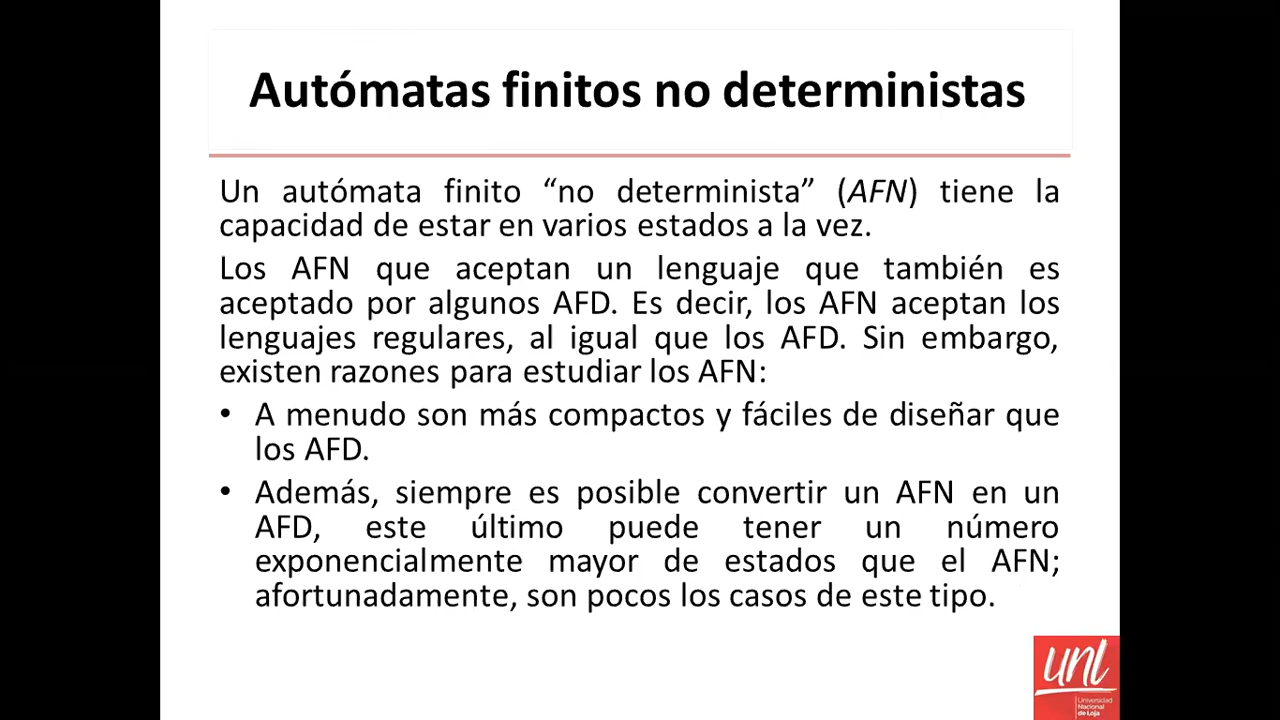 Autómatas finitos no deterministas
Un autómata finito “no determinista” (AFN) tiene la
capacidad de estar en varios estados a la vez.
Los AFN que aceptan un lenguaje que también es
aceptado por algunos AFD. Es decir, los AFN aceptan los
lenguajes regulares, al igual que los AFD. Sin embargo,
existen razones para estudiar los AFN:
• A menudo son más compactos y fáciles de diseñar que
los AFD.
• Además, siempre es posible convertir un AFN en un
AFD, este último puede tener un número
exponencialmente mayor de estados que el AFN;
afortunadamente, son pocos los casos de este tipo.
unl
Universidad
Nacional
de Loja